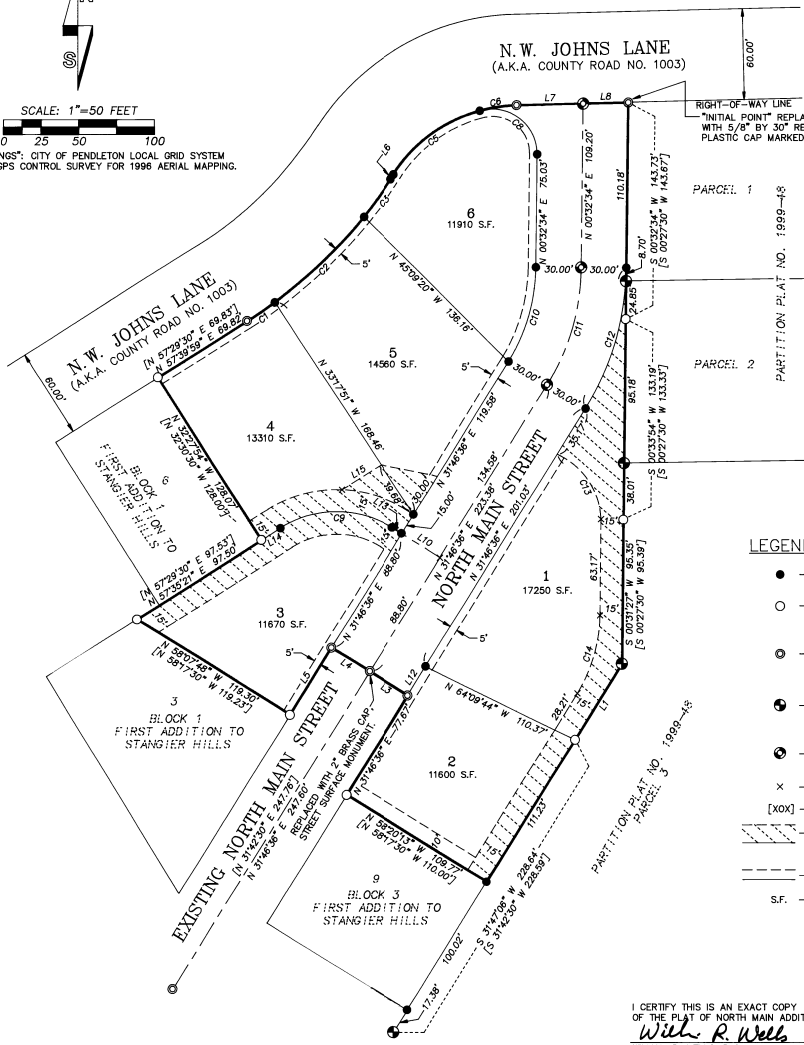 N
S
SCALE: 1"=50 FEET
0 25 50 100
NGS": CITY OF PENDLETON LOCAL GRID SYSTEM
GPS CONTROL SURVEY FOR 1996 AERIAL MAPPING.
N.W. JOHNS LANE
(A.K.A. COUNTY ROAD NO. 1003)
60.00'
RIGHT-OF-WAY LINE
"INITIAL POINT" REPLA
WITH 5/8" BY 30" RE
PLASTIC CAP MARKED
C6
L7
L8
C5
C8
L6
C3
C2
5'
C1
N 00°32'34" E 75.03'
N 00°32'34" E 109.20'
110.18'
S 00°32'34" W 143.73'
[S 00°27'30" W 143.67']
PARCEL 1
PARTITION PLAT NO. 1999-48
6
11910 S.F.
8.70'
30.00'
30.00'
24.85
C10
C11
C12
N 45°09'20" W 136.16'
N.W. JOHNS LANE
(A.K.A. COUNTY ROAD NO. 1003)
[N 57°29'30" E 69.83']
N 57°39'59" E 69.82
60.00'
5
14560 S.F.
5'
30.00'
30.00'
PARCEL 2
95.18'
S 00°33'54" W 133.19'
[S 00°27'30" W 133.33']
N 33°17'51" W 168.46'
N 31°46'36" E 119.58'
35.17'
4
13310 S.F.
N 32°27'54" W 128.07'
[N 32°30'30" W 128.00']
6
BLOCK 1
FIRST ADDITION TO
STANGIER HILLS
L15
15'
39.68'
L13
30.00'
15.00'
134.58'
N 31°46'36" E 223.38'
N 31°46'36" E 201.03'
NORTH MAIN STREET
38.01'
C13
15'
C9
L14
15'
5'
L10
88.80'
N 31°46'36" E
88.80'
1
17250 S.F.
63.17'
15'
S 00°31'27" W 95.35'
[S 00°27'30" W 95.39']
LEGEN
[N 57°29'30" E 97.53']
N 57°35'21" E 97.50'
15'
3
11670 S.F.
N 58°07'48" W 119.30'
[N 58°17'30" W 119.23']
5'
L4
L5
L3
L12
5'
C14
N 64°09'44" W 110.37'
28.21'
15'
L1
3
BLOCK 1
FIRST ADDITION TO
STANGIER HILLS
EXISTING NORTH MAIN STREET
[N 31°42'30" E 247.76']
N 31°46'36" E 247.60'
REPLACED WITH 2" BRASS CAP,
STREET SURFACE MONUMENT.
N 31°46'36" E 77.67'
2
11600 S.F.
10'
N 58°20'13" W 109.77'
[N 58°17'30" W 110.00']
15'
111.23'
PARTITION PLAT NO. 1999-48
PARCEL 3
[XOX]
S.F.
9
BLOCK 3
FIRST ADDITION TO
STANGIER HILLS
S 31°47'06" W 228.64'
[S 31°42'30" W 228.59']
100.02'
17.38'
I CERTIFY THIS IS AN EXACT COPY
OF THE PLAT OF NORTH MAIN ADDIT
R. Wells